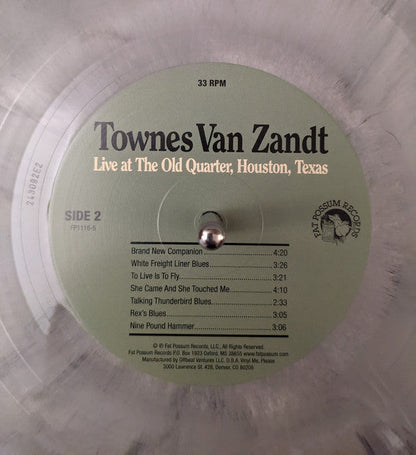 33 RPM
Townes Van Zandt
Live at The Old Quarter, Houston, Texas
SIDE 2
FP1116-5
FAT POSSUM RECORDS
Brand New Companion 4:20
White Freight Liner Blues 3:26
To Live Is To Fly 3:21
She Came And She Touched Me 4:10
Talking Thunderbird Blues 2:33
Rex's Blues 3:05
Nine Pound Hammer 3:06
© ℗ Fat Possum Records, LLC, All Rights Reserved.
Fat Possum Records P.O. Box 1923 Oxford, MS 38655 www.fatpossum.com
Manufactured by Offbeat Ventures LLC. D.B.A. Vinyl Me, Please
3000 Lawrence St. #28, Denver, CO 80205